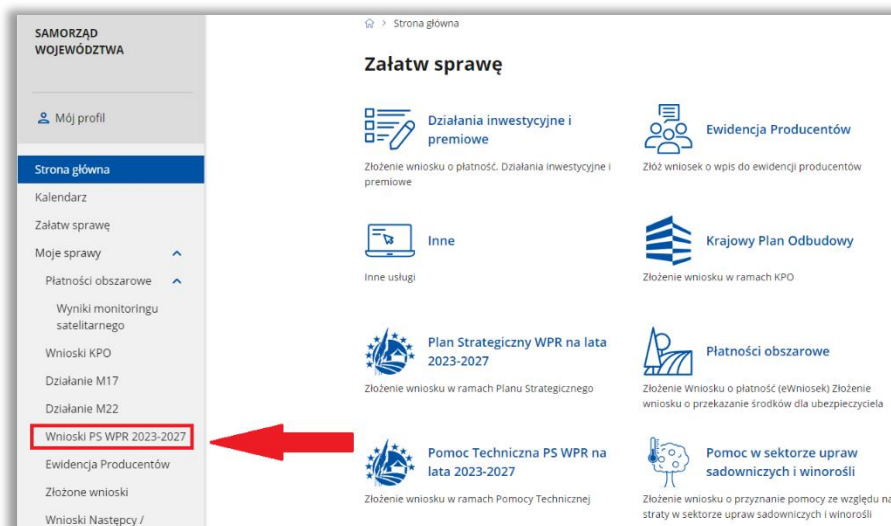 SAMORZĄD
WOJEWÓDZTWA
Mój profil
Strona główna
Kalendarz
Załatw sprawę
Moje sprawy
Płatności obszarowe
Wyniki monitoringu
satelitarnego
Wnioski KPO
Działanie M17
Działanie M22
Wnioski PS WPR 2023-2027
Ewidencja Producentów
Złożone wnioski
Wnioski Następcy /
> Strona główna
Załatw sprawę
Działania inwestycyjne i
premiowe
Złożenie wniosku o płatność. Działania inwestycyjne i
premiowe
Ewidencja Producentów
Złóż wniosek o wpis do ewidencji producentów
Inne
Inne usługi
Krajowy Plan Odbudowy
Złożenie wniosku w ramach KPO
Plan Strategiczny WPR na lata
2023-2027
Złożenie wniosku w ramach Planu Strategicznego
Płatności obszarowe
Złożenie Wniosku o płatność (eWniosek) Złożenie
wniosku o przekazanie środków dla ubezpieczyciela
Pomoc Techniczna PS WPR na
lata 2023-2027
Złożenie wniosku w ramach Pomocy Technicznej
Pomoc w sektorze upraw
sadowniczych i winorośli
Złożenie wniosku o przyznanie pomocy ze względu na
straty w sektorze upraw sadowniczych i winorośli